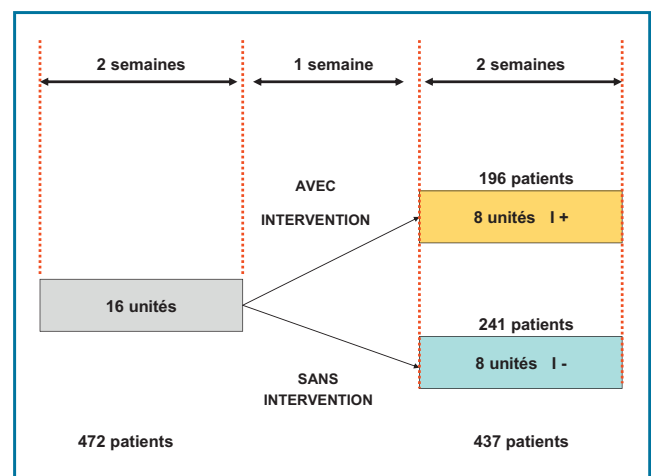 2 semaines
1 semaine
2 semaines
196 patients
AVEC
INTERVENTION
8 unités I +
16 unités
241 patients
8 unités I -
SANS
INTERVENTION
472 patients
437 patients